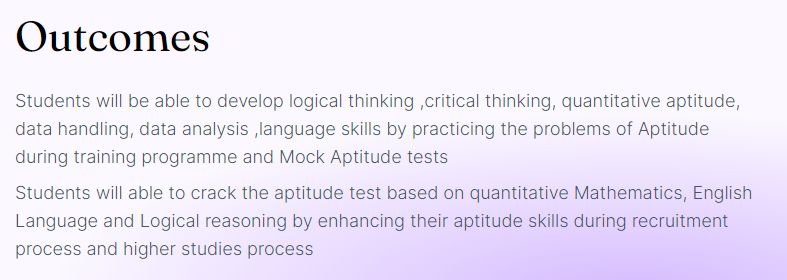 Outcomes
Students will be able to develop logical thinking ,critical thinking, quantitative aptitude,
data handling, data analysis ,language skills by practicing the problems of Aptitude
during training programme and Mock Aptitude tests
Students will able to crack the aptitude test based on quantitative Mathematics, English
Language and Logical reasoning by enhancing their aptitude skills during recruitment
process and higher studies process